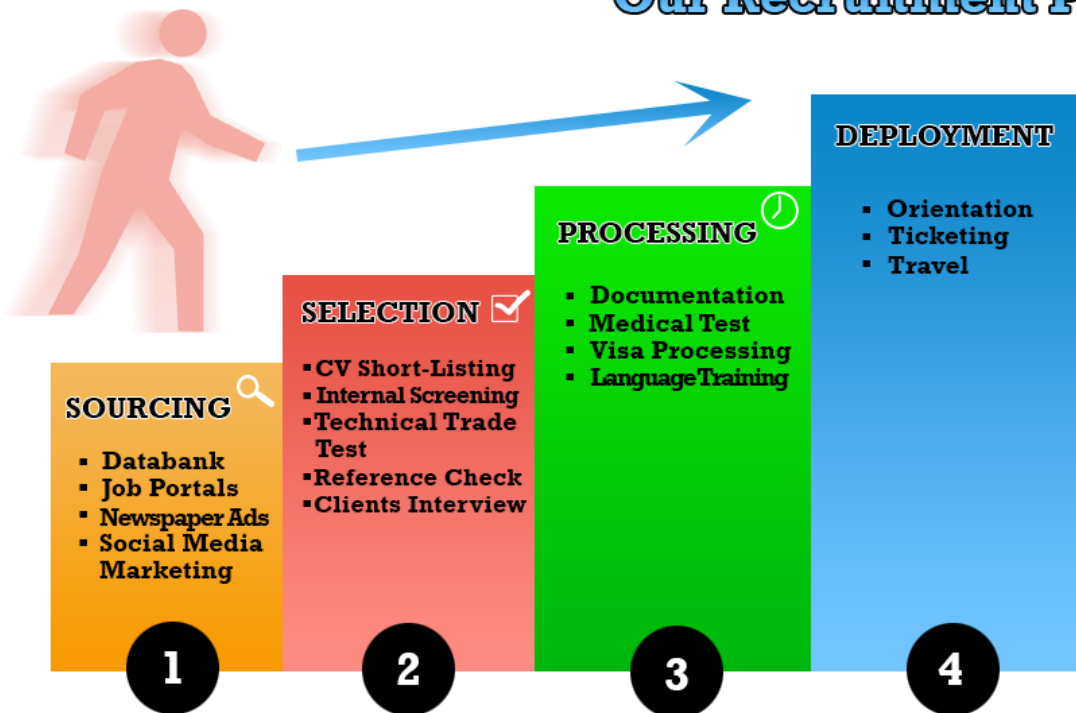 Our Recruitment
SOURCING
Databank
Job Portals
Newspaper Ads
Social Media
Marketing
1
SELECTION
CV Short-Listing
Internal Screening
Technical Trade
Test
Reference Check
Clients Interview
2
PROCESSING
Documentation
Medical Test
Visa Processing
Language Training
3
DEPLOYMENT
Orientation
Ticketing
Travel
4